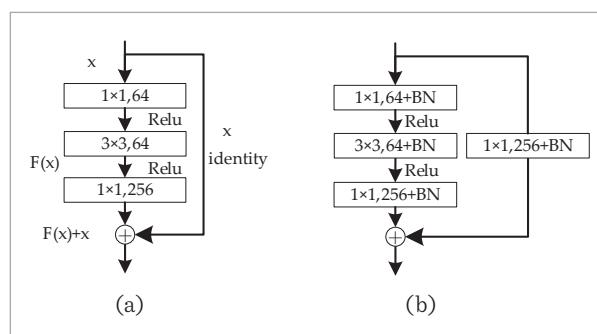 x
1×1,64
Relu
3×3,64
F(x)
Relu
x
identity
1×1,256
F(x)+x
(a)
1×1,64+BN
Relu
3×3,64+BN
1×1,256+BN
Relu
1×1,256+BN
(b)